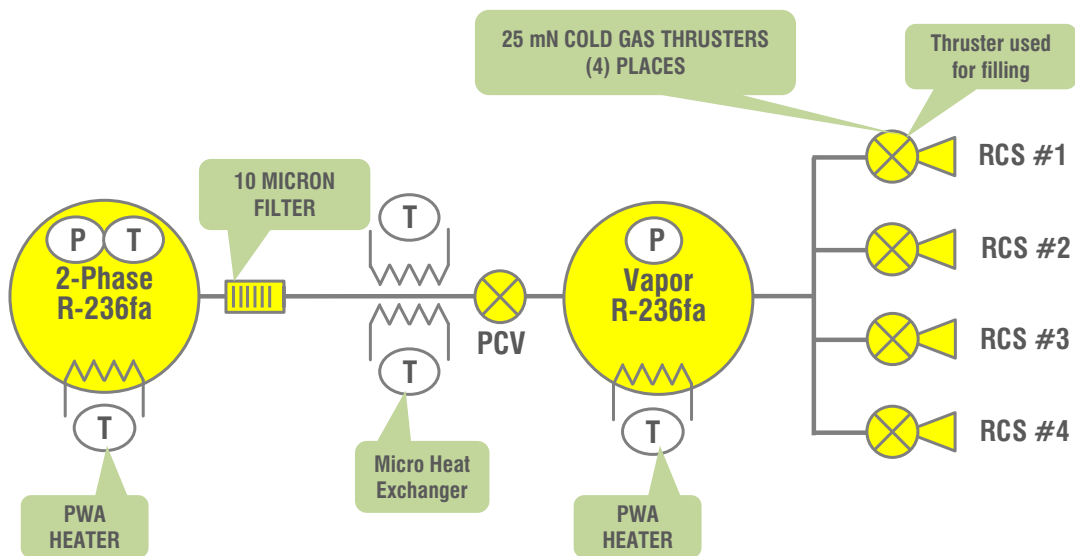 25 mN COLD GAS THRUSTERS
(4) PLACES
Thruster used
for filling
RCS #1
10 MICRON
FILTER
T
P
T
2-Phase
R-236fa
P
Vapor
R-236fa
RCS #2
PCV
RCS #3
T
T
T
RCS #4
Micro Heat
Exchanger
PWA
HEATER
PWA
HEATER